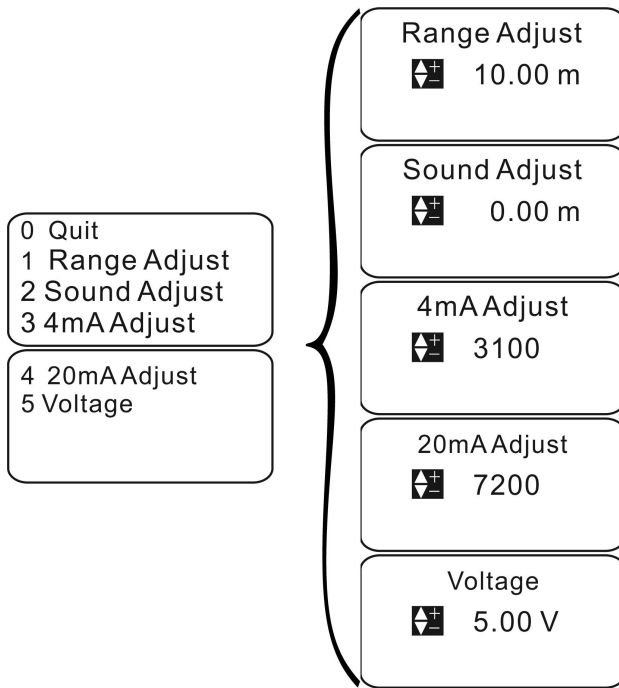 0 Quit
1 Range Adjust
2 Sound Adjust
3 4mA Adjust
4 20mA Adjust
5 Voltage
Range Adjust
10.00 m
Sound Adjust
0.00 m
4mA Adjust
3100
20mA Adjust
7200
Voltage
5.00 V